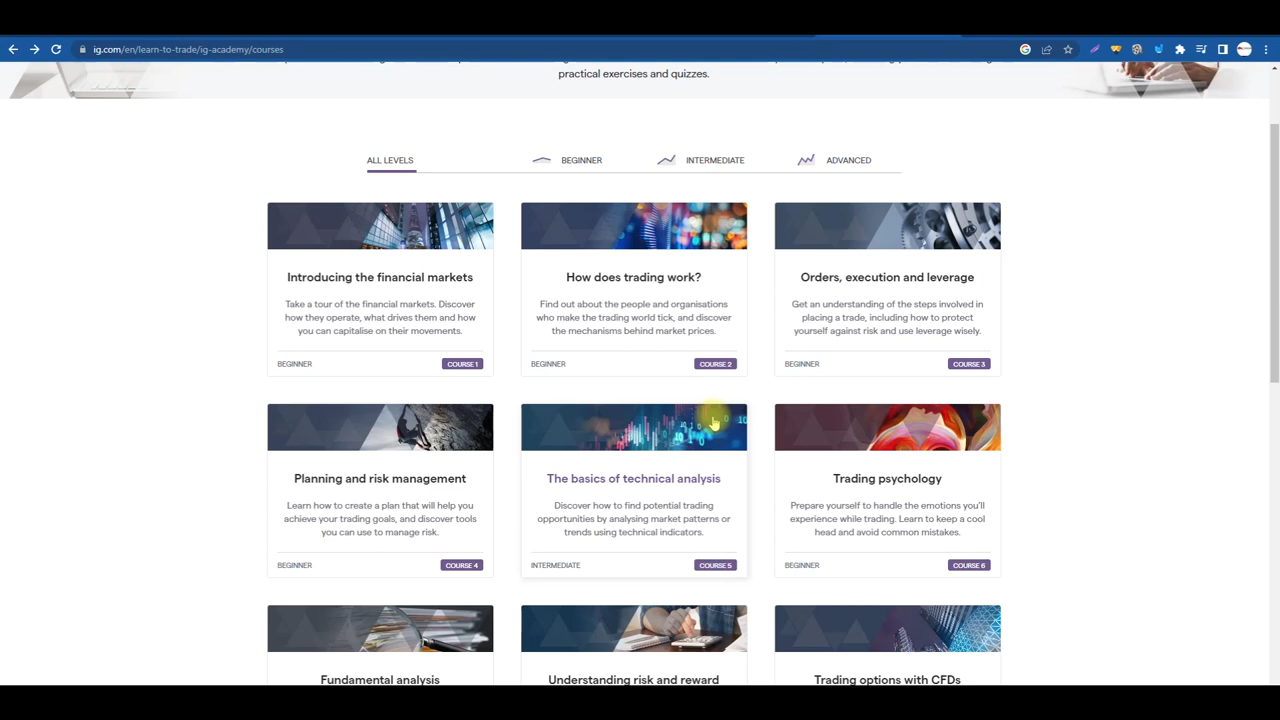 ig.com/en/learn-to-trade/ig-academy/courses
practical exercises and quizzes.
ALL LEVELS
BEGINNER
INTERMEDIATE
ADVANCED
Introducing the financial markets
Take a tour of the financial markets. Discover
how they operate, what drives them and how
you can capitalise on their movements.
BEGINNER
COURSE 1
How does trading work?
Find out about the people and organisations
who make the trading world tick, and discover
the mechanisms behind market prices.
BEGINNER
COURSE 2
Orders, execution and leverage
Get an understanding of the steps involved in
placing a trade, including how to protect
yourself against risk and use leverage wisely.
BEGINNER
COURSE 3
Planning and risk management
Learn how to create a plan that will help you
achieve your trading goals, and discover tools
you can use to manage risk.
BEGINNER
COURSE 4
The basics of technical analysis
Discover how to find potential trading
opportunities by analysing market patterns or
trends using technical indicators.
INTERMEDIATE
COURSE 5
Trading psychology
Prepare yourself to handle the emotions you'll
experience while trading. Learn to keep a cool
head and avoid common mistakes.
BEGINNER
COURSE 6
Fundamental analysis
Understanding risk and reward
Trading options with CFDs